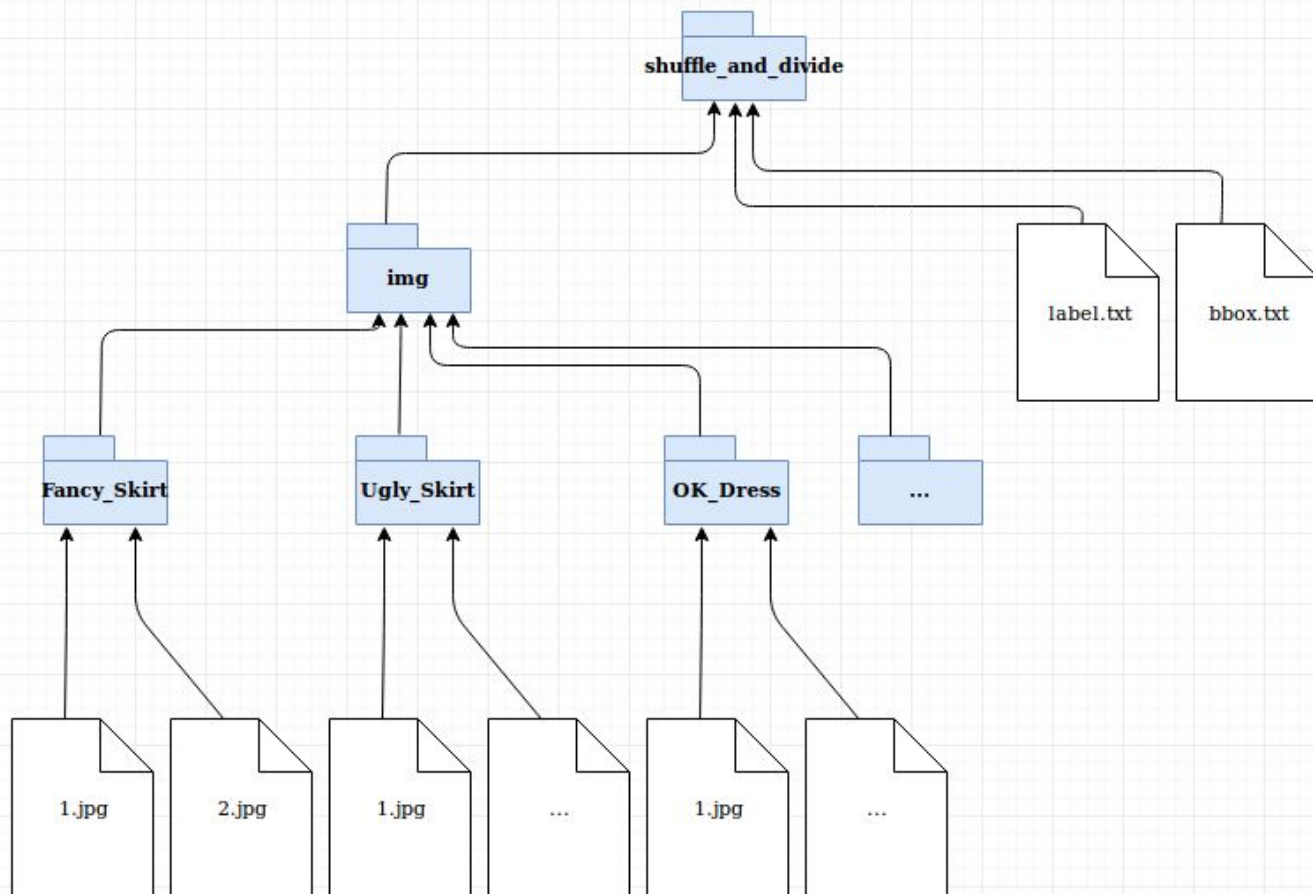 shuffle_and_divide
img
label.txt
bbox.txt
Fancy_Skirt
Ugly_Skirt
OK_Dress
...
1.jpg
2.jpg
1.jpg
...
1.jpg
...